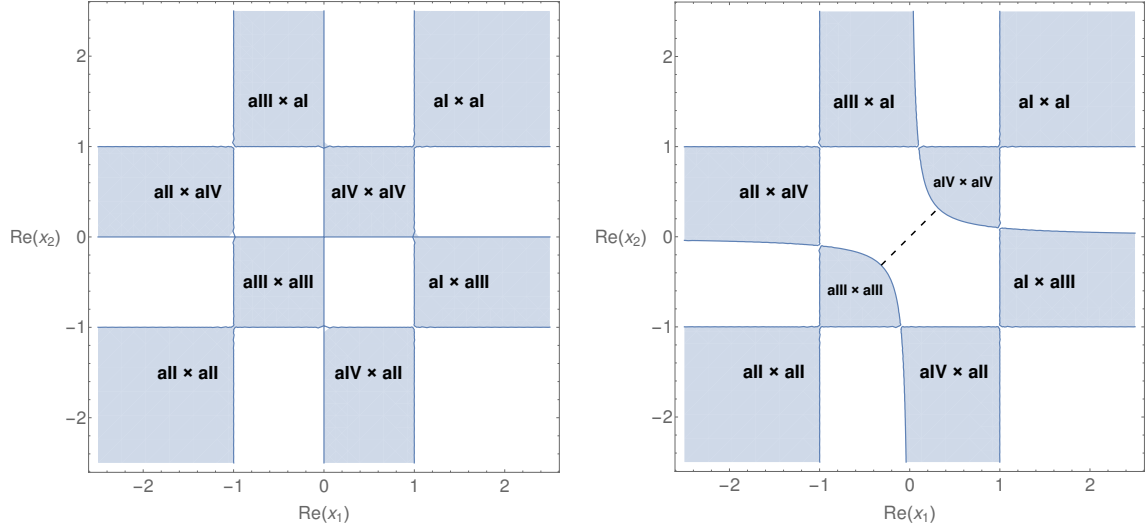 2
aIII × aI
aI × aI
1
aII × aIV
aIV × aIV
Re(x₂)
0
aIII × aIII
aI × aIII
−1
aII × aII
aIV × aII
−2
−2
−1
0
1
2
Re(x₁)
2
aIII × aI
aI × aI
1
aII × aIV
aIV × aIV
Re(x₂)
0
aIII × aIII
aI × aIII
−1
aII × aII
aIV × aII
−2
−2
−1
0
1
2
Re(x₁)